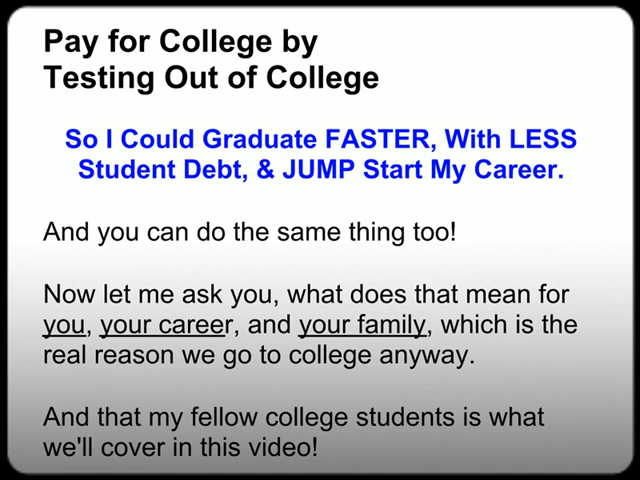 Pay for College by
Testing Out of College
So I Could Graduate FASTER, With LESS
Student Debt, & JUMP Start My Career.
And you can do the same thing too!
Now let me ask you, what does that mean for
you, your career, and your family, which is the
real reason we go to college anyway.
And that my fellow college students is what
we'll cover in this video!